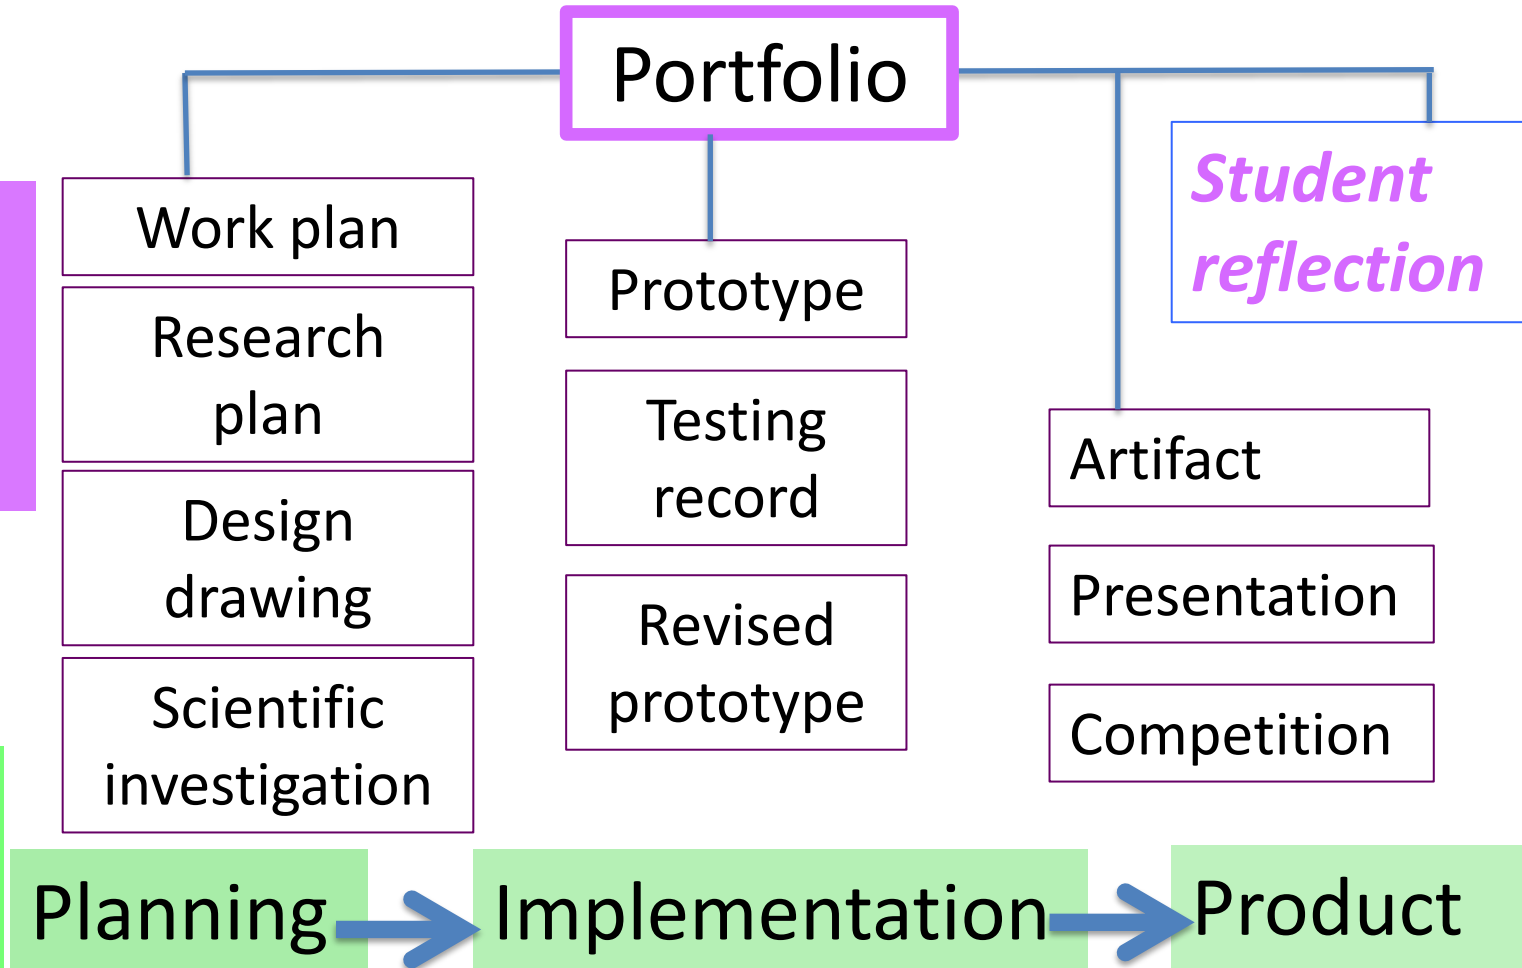 Portfolio
Work plan
Research
plan
Design
drawing
Scientific
investigation
Prototype
Testing
record
Revised
prototype
Student
reflection
Artifact
Presentation
Competition
Planning
Implementation
Product